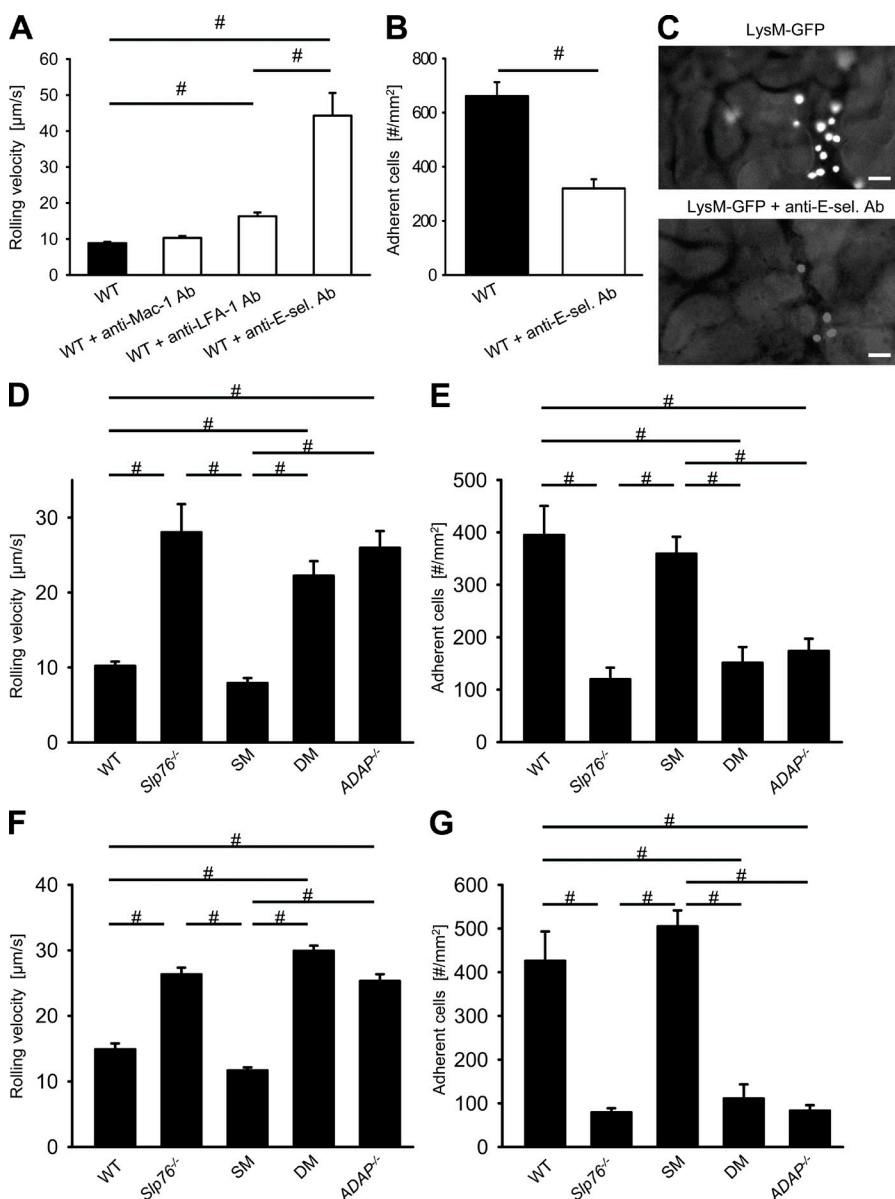 A
#
#
#
Rolling velocity [µm/s]
60
50
40
30
20
10
0
WT
WT + anti-Mac-1 Ab
WT + anti-LFA-1 Ab
WT + anti-E-sel. Ab
B
#
Adherent cells [#/mm²]
800
600
400
200
0
WT
WT + anti-E-sel. Ab
C
LysM-GFP
LysM-GFP + anti-E-sel. Ab
D
#
#
#
# # #
Rolling velocity [µm/s]
30
20
10
0
WT
Slp76-/-
SM
DM
ADAP-/-
E
#
#
#
# # #
Adherent cells [#/mm²]
500
400
300
200
100
0
WT
Slp76-/-
SM
DM
ADAP-/-
F
#
#
#
# # #
Rolling velocity [µm/s]
40
30
20
10
0
WT
Slp76-/-
SM
DM
ADAP-/-
G
#
#
#
# # #
Adherent cells [#/mm²]
600
500
400
300
200
100
0
WT
Slp76-/-
SM
DM
ADAP-/-